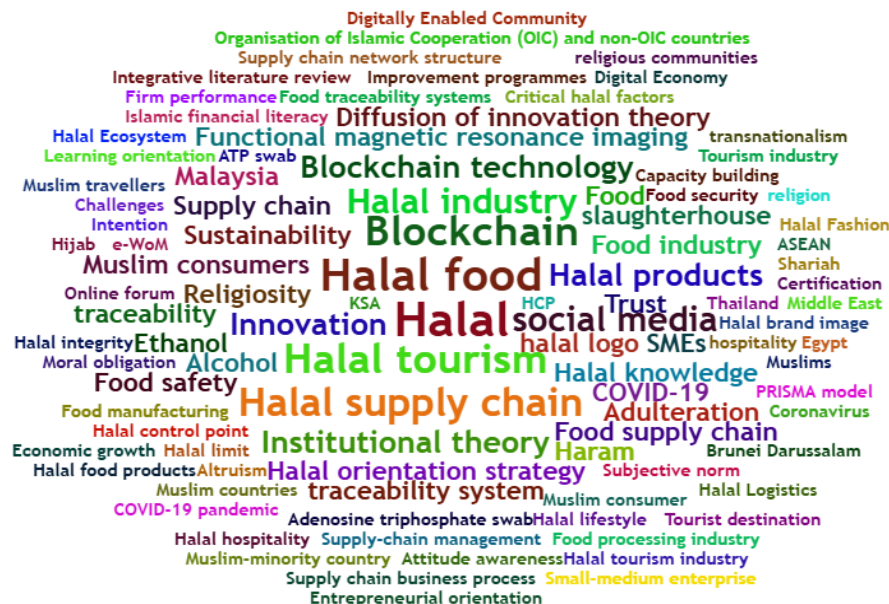 Digitally Enabled Community
Organisation of Islamic Cooperation (OIC) and non-OIC countries
Supply chain network structure religious communities
Integrative literature review Improvement programmes Digital Economy
Firm performance Food traceability systems Critical halal factors
Islamic financial literacy Diffusion of innovation theory
Halal Ecosystem Functional magnetic resonance imaging transnationalism
Learning orientation ATP swab Blockchain technology Tourism industry
Muslim travellers Malaysia Capacity building
Challenges Supply chain Halal industry Food Food security religion
Intention slaughterhouse Halal Fashion
Hijab e-WoM Sustainability Blockchain Food industry ASEAN
Muslim consumers Halal food Halal products Shariah
Certification
Online forum Religiosity KSA HCP Trust Thailand Middle East
traceability Innovation Halal social media Halal brand image
Halal integrity Ethanol halal logo SMEs hospitality Egypt
Moral obligation Alcohol Halal tourism Halal knowledge Muslims
Food safety COVID-19 PRISMA model
Food manufacturing Halal supply chain Adulteration Coronavirus
Halal control point Food supply chain
Economic growth Halal limit Institutional theory Haram Brunei Darussalam
Halal food products Altruism Halal orientation strategy Subjective norm
Muslim countries traceability system Muslim consumer Halal Logistics
COVID-19 pandemic
Adenosine triphosphate swab Halal lifestyle Tourist destination
Halal hospitality Supply-chain management Food processing industry
Muslim-minority country Attitude awareness Halal tourism industry
Supply chain business process Small-medium enterprise
Entrepreneurial orientation